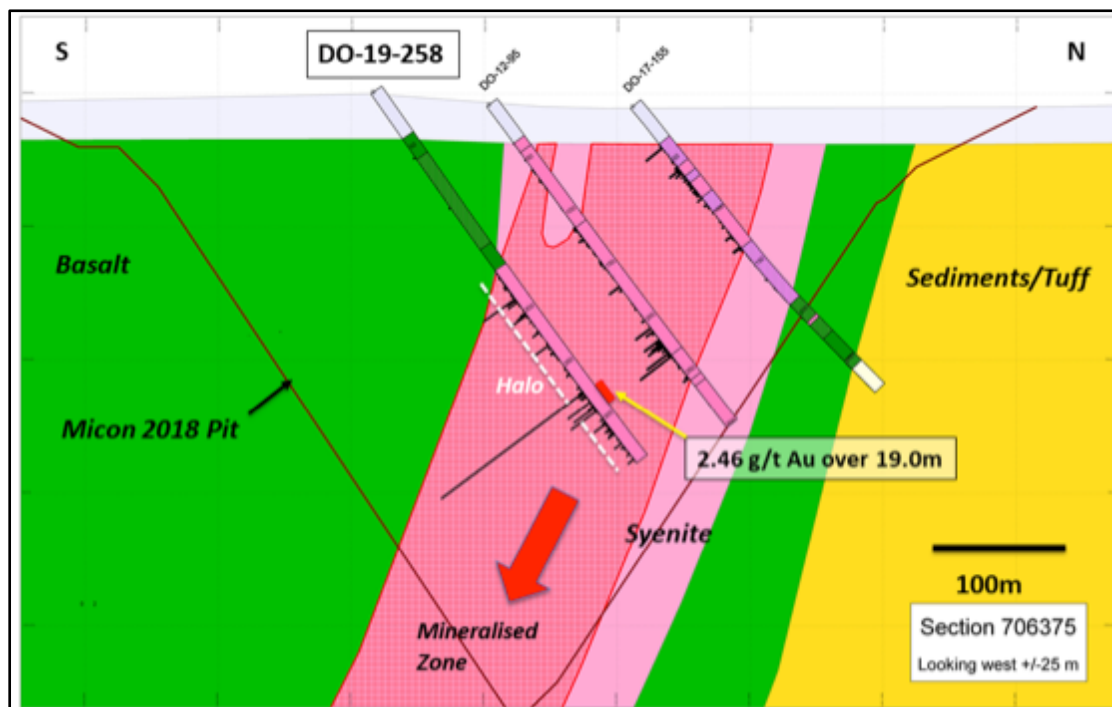 S
DO-19-258
DO-12-95
DO-17-155
N
Basalt
Sediments/Tuff
Halo
Micon 2018 Pit
2.46 g/t Au over 19.0m
Syenite
100m
Mineralised
Zone
Section 706375
Looking west +/-25 m